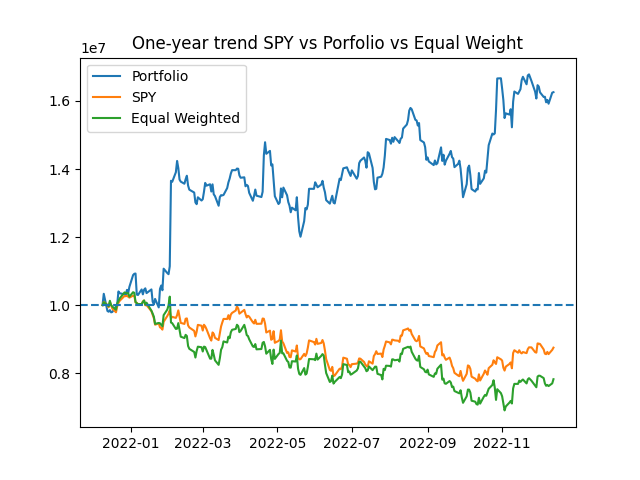 One-year trend SPY vs Porfolio vs Equal Weight
1e7
Portfolio
SPY
Equal Weighted
1.6
1.4
1.2
1.0
0.8
2022-01 2022-03 2022-05 2022-07 2022-09 2022-11